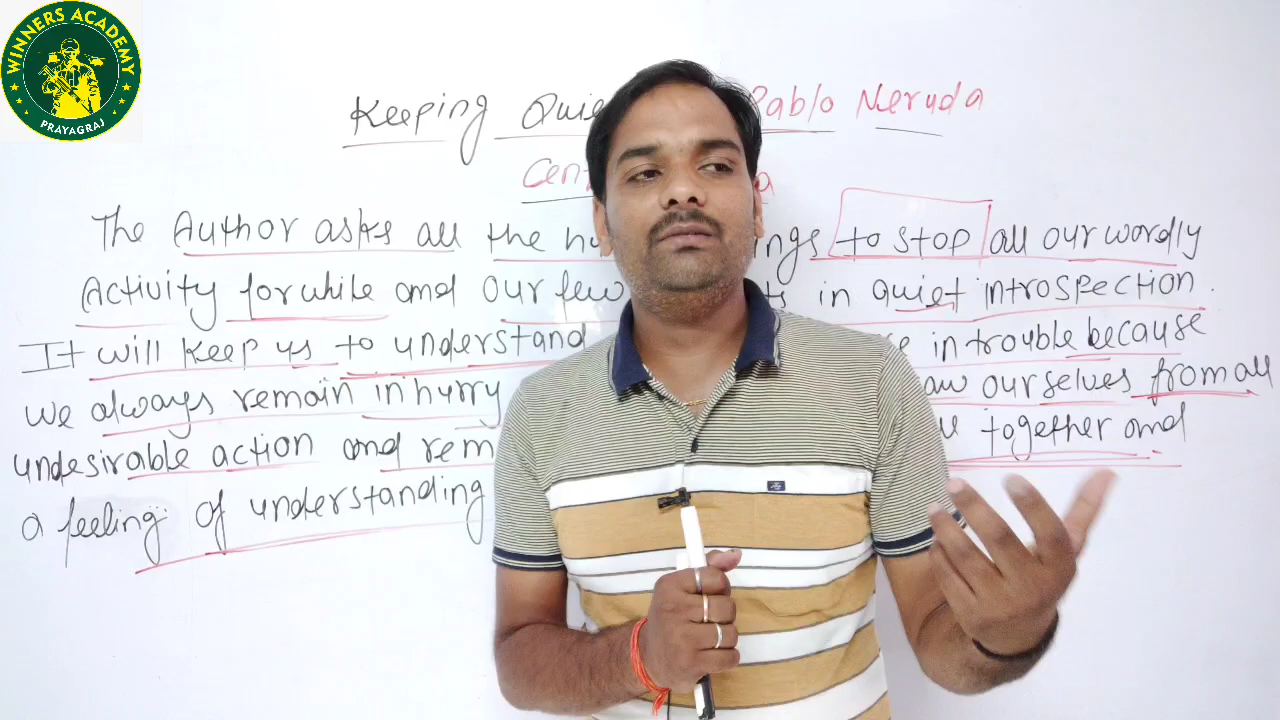 WINNERS ACADEMY
PRAYAGRAJ
Keeping Quie Pablo Neruda
Cent a
The Author asks all the hu ngs to stop all our wordly
Activity for while and our few ts in quiet introspection.
It will keep us to understand e in trouble because
we always remain in hurry aw ourselves from all
undesirable action and rem together and
a feeling of understanding